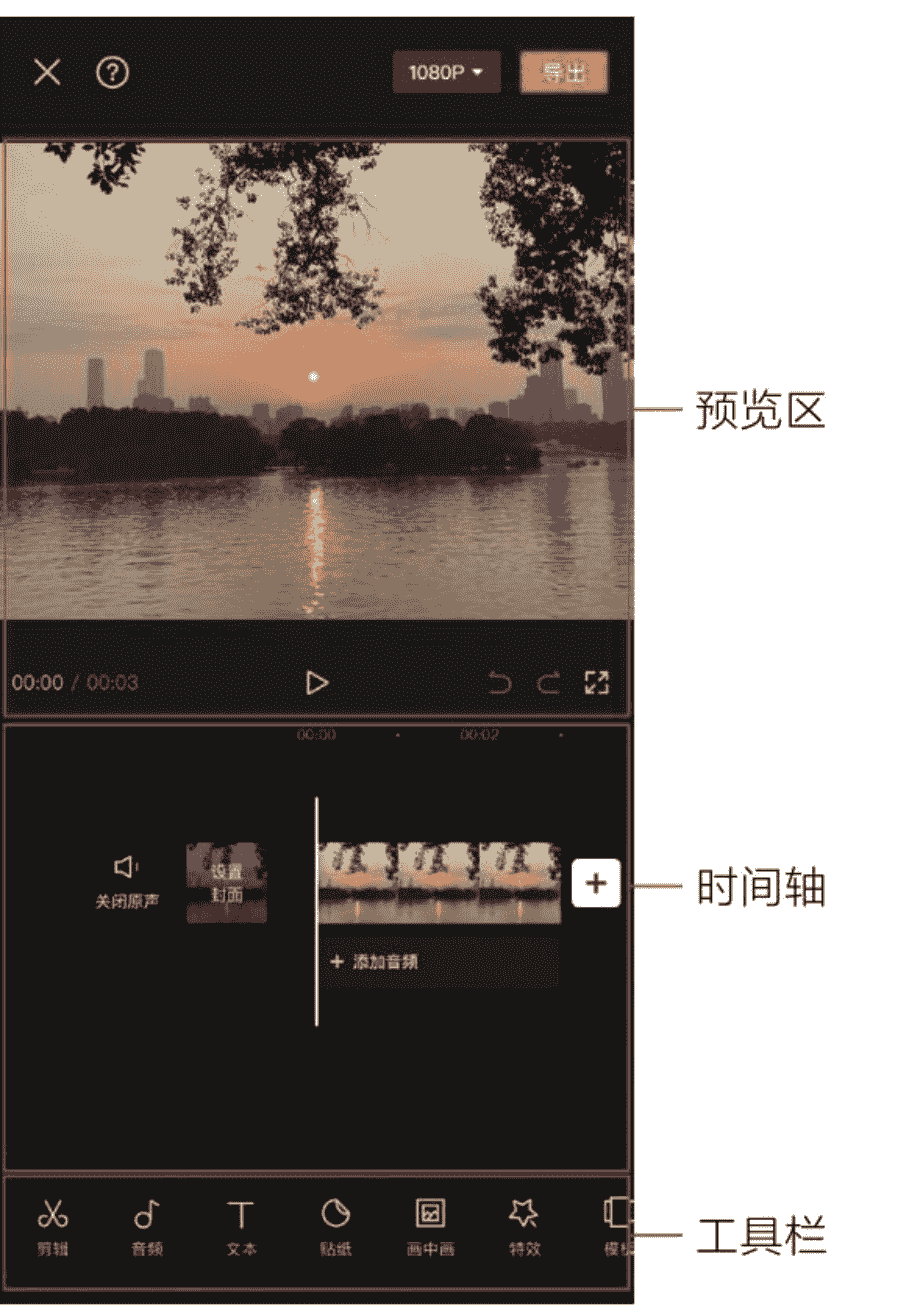 1080P
导出
预览区
00:00 / 00:03
00:00
00:02
设置
封面
关闭原声
时间轴
添加音频
剪辑
音频
文本
贴纸
画中画
特效
工具栏